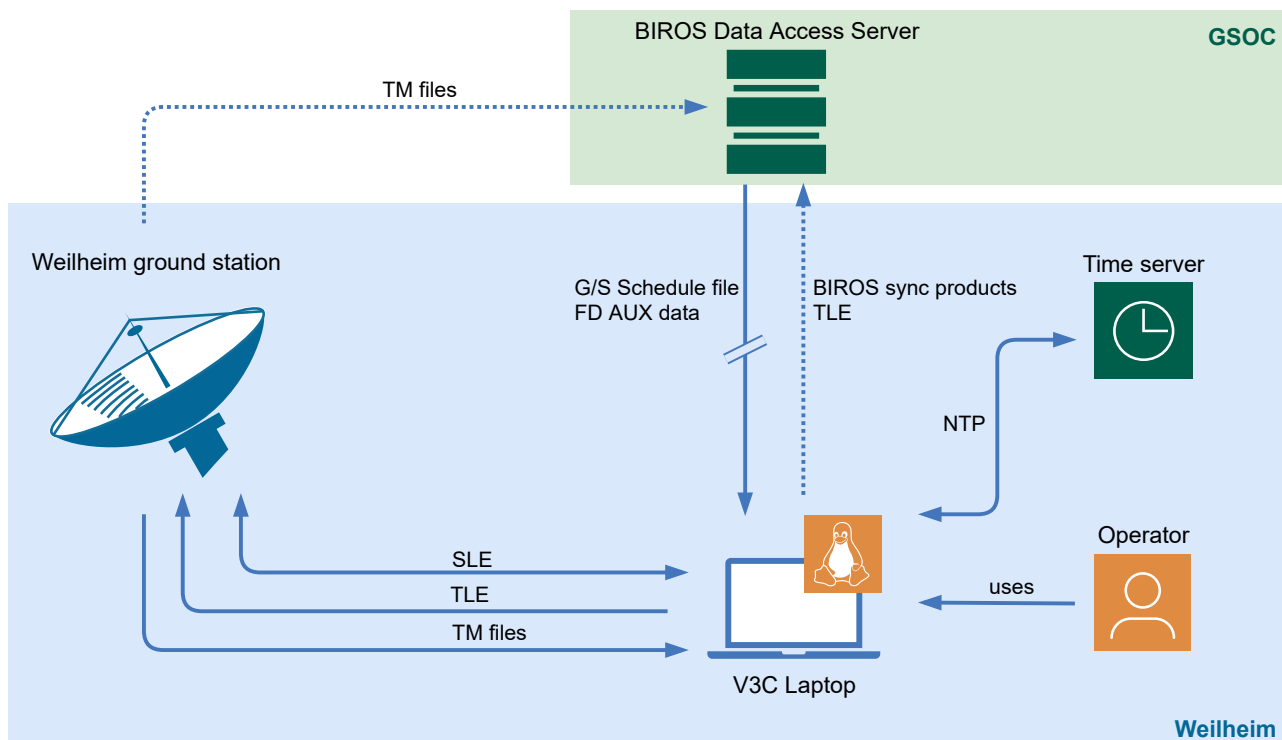 BIROS Data Access Server
GSOC
TM files
Weilheim ground station
G/S Schedule file
FD AUX data
BIROS sync products
TLE
Time server
NTP
Operator
SLE
TLE
uses
TM files
V3C Laptop
Weilheim